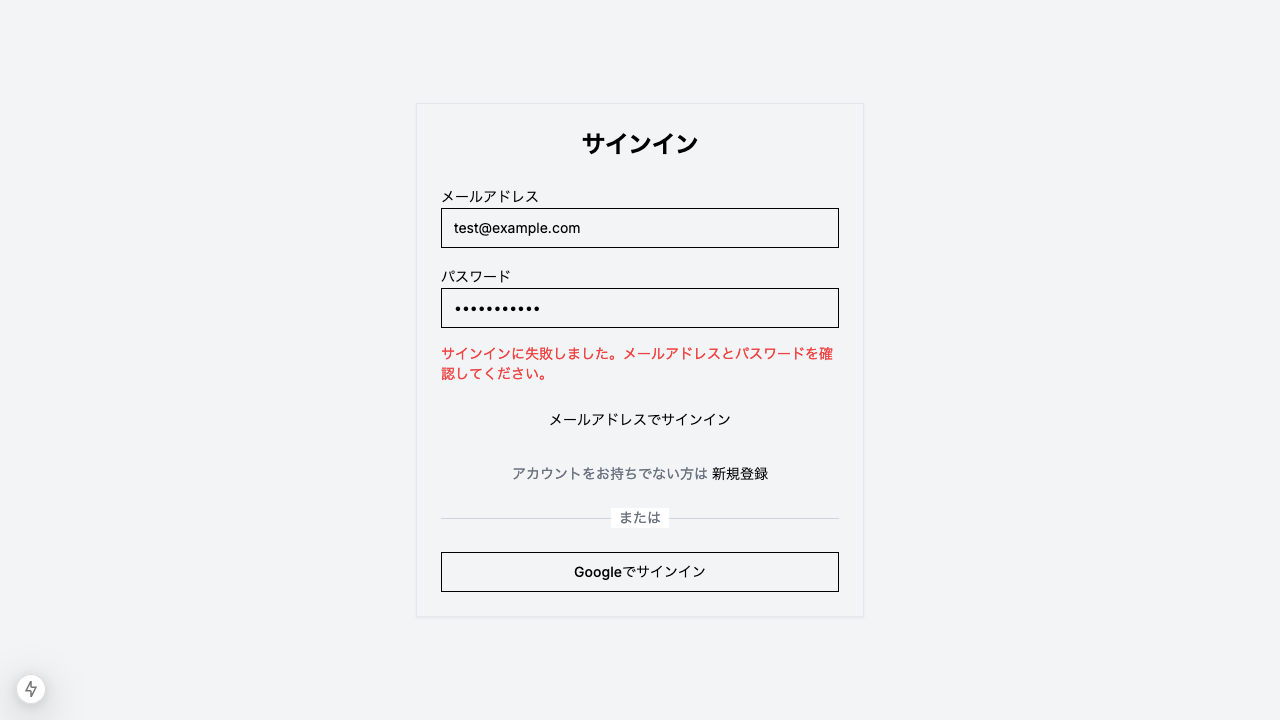 サインイン
メールアドレス
test@example.com
パスワード
•••••••••••
サインインに失敗しました。メールアドレスとパスワードを確
認してください。
メールアドレスでサインイン
アカウントをお持ちでない方は 新規登録
または
Googleでサインイン